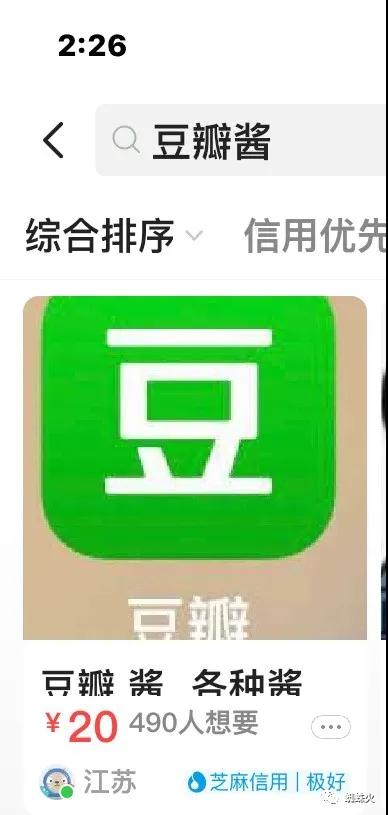 2:26
豆瓣酱
综合排序 信用优先
豆
豆瓣
豆瓣 酱 各种酱
¥20 490人想要
江苏 芝麻信用 | 极好